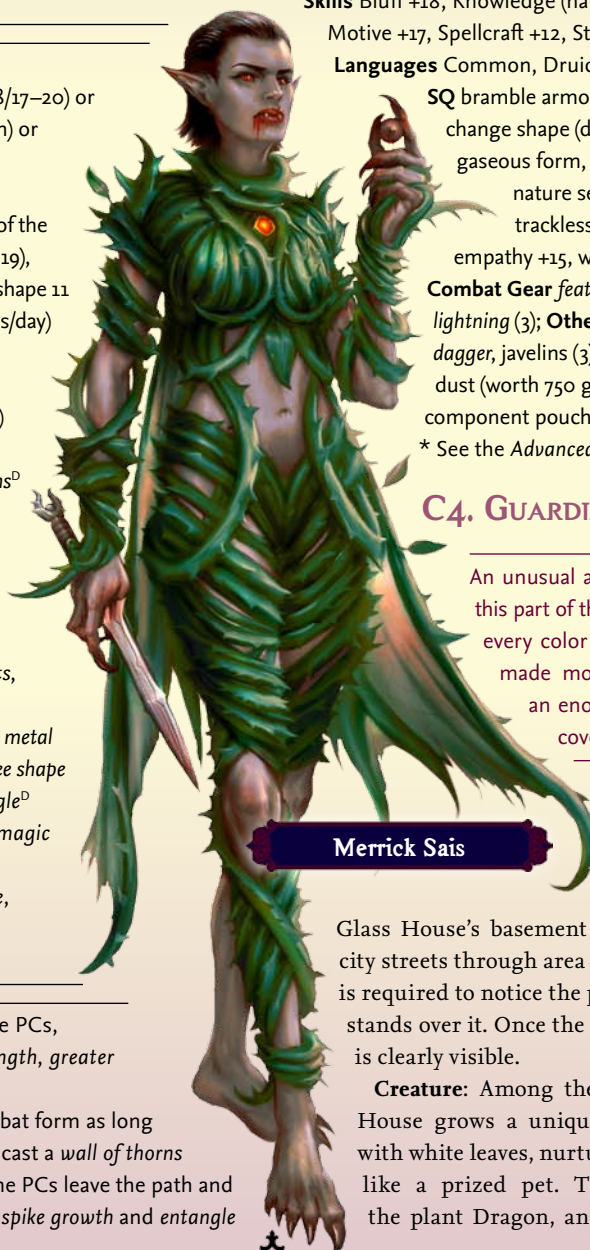 Skills Bluff +18, Knowledge (na
Motive +17, Spellcraft +12, St
Languages Common, Druid
SQ bramble armo
change shape (d
gaseous form,
nature se
trackless
empathy +15, w
Combat Gear feat
lightning (3); Othe
dagger, javelins (3)
dust (worth 750 g
component pouch
* See the Advanced
8/17–20) or
n) or
of the
19),
shape 11
s/day)
)
nsᴰ
ts,
metal
ee shape
gleᴰ
magic
e,
e PCs,
ngth, greater
bat form as long
cast a wall of thorns
he PCs leave the path and
spike growth and entangle
C4. Guardi
An unusual a
this part of th
every color
made mo
an eno
cov
Merrick Sais
Glass House’s basement
city streets through area
is required to notice the p
stands over it. Once the
is clearly visible.
Creature: Among the
House grows a uniqu
with white leaves, nurtu
like a prized pet. T
the plant Dragon, an